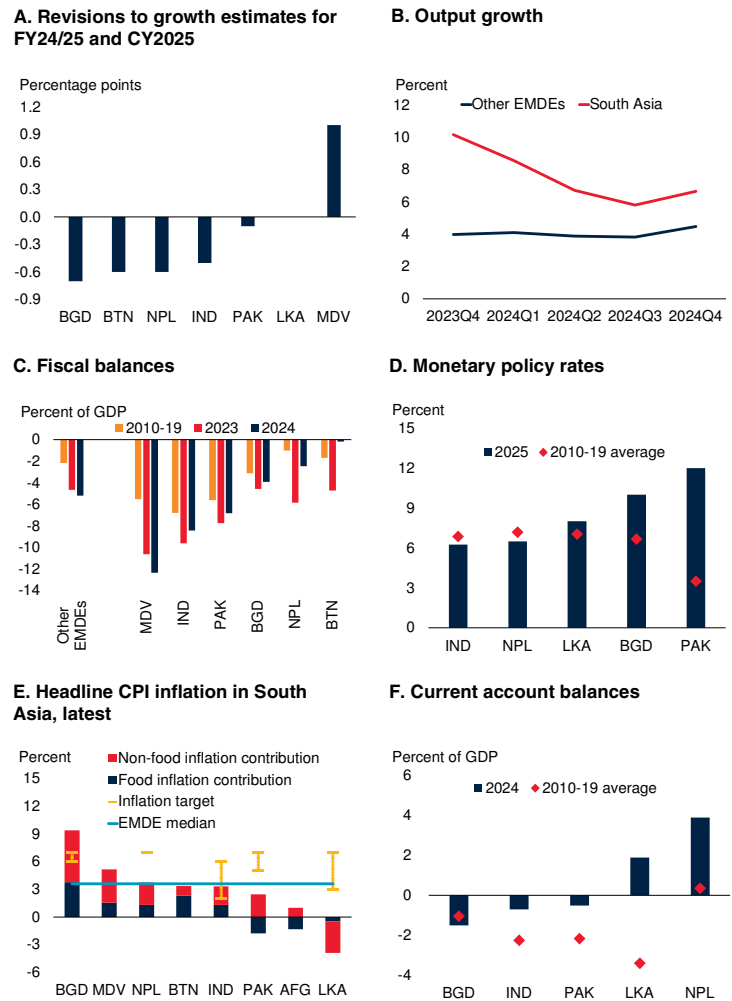 A. Revisions to growth estimates for
FY24/25 and CY2025
Percentage points
1.2
0.9
0.6
0.3
0.0
-0.3
-0.6
-0.9
BGD BTN NPL IND PAK LKA MDV
B. Output growth
Percent
12
10
8
6
4
2
0
Other EMDEs South Asia
2023Q4 2024Q1 2024Q2 2024Q3 2024Q4
C. Fiscal balances
Percent of GDP
2010-19 2023 2024
0
-2
-4
-6
-8
-10
-12
-14
Other
EMDEs
MDV
IND
PAK
BGD
NPL
BTN
D. Monetary policy rates
Percent
15
12
9
6
3
0
2025 2010-19 average
IND NPL LKA BGD PAK
E. Headline CPI inflation in South
Asia, latest
Percent
15
12
9
6
3
0
-3
-6
Non-food inflation contribution
Food inflation contribution
Inflation target
EMDE median
BGD MDV NPL BTN IND PAK AFG LKA
F. Current account balances
Percent of GDP
6
4
2
0
-2
-4
2024 2010-19 average
BGD IND PAK LKA NPL